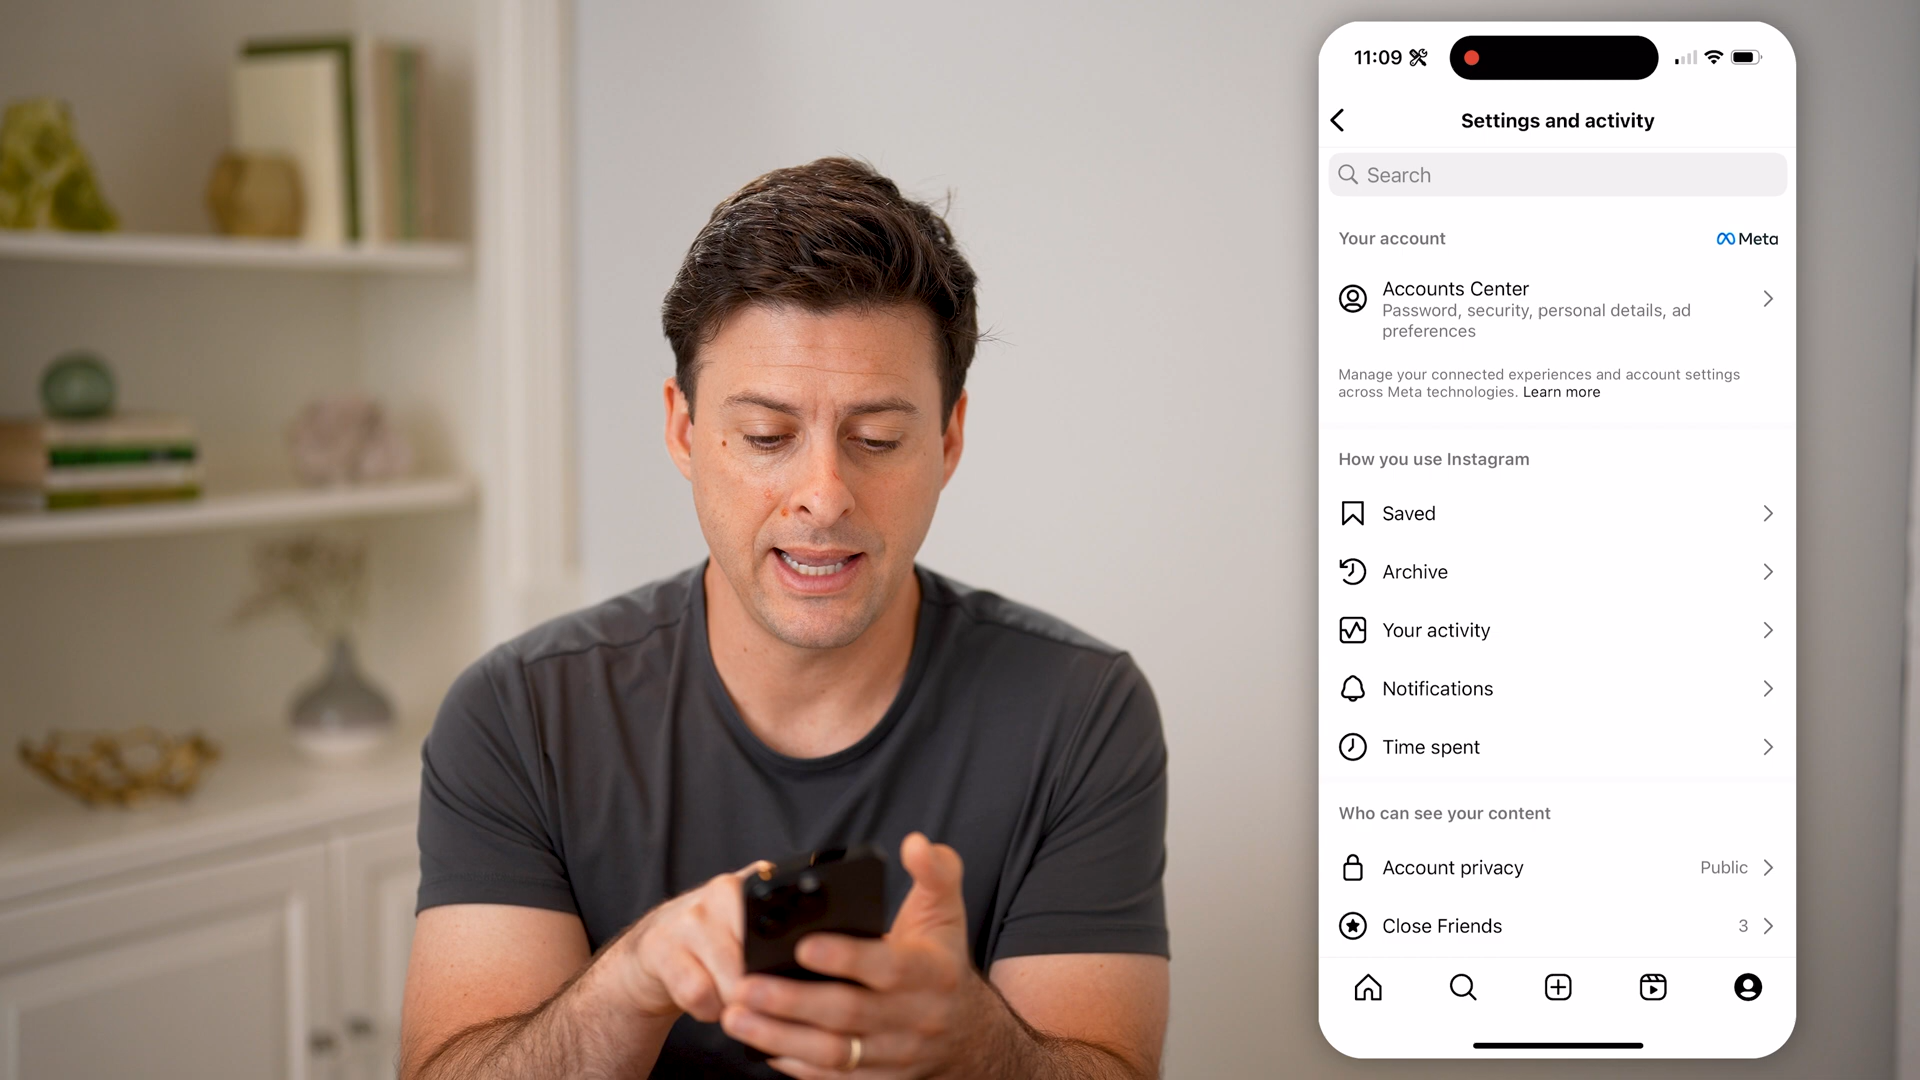 11:09
Settings and activity
Search
Your account
Meta
Accounts Center
Password, security, personal details, ad
preferences
Manage your connected experiences and account settings
across Meta technologies. Learn more
How you use Instagram
Saved
Archive
Your activity
Notifications
Time spent
Who can see your content
Account privacy
Public
Close Friends
3